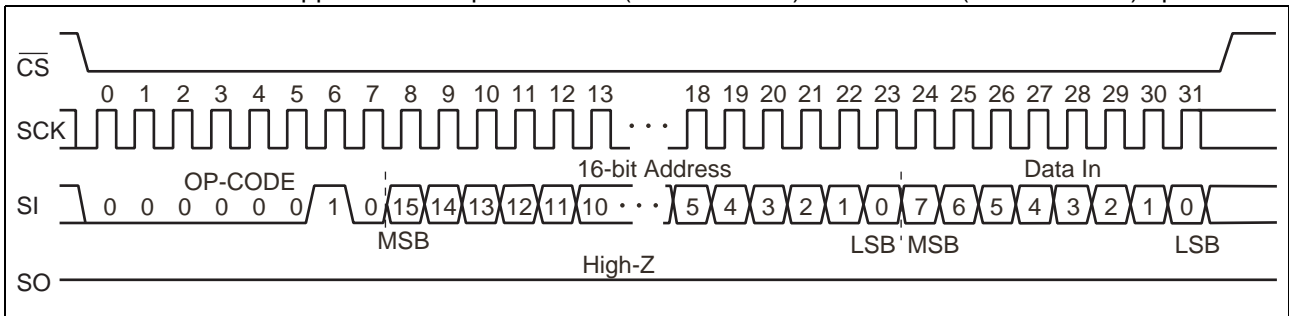 CS
0 1 2 3 4 5 6 7 8 9 10 11 12 13 18 19 20 21 22 23 24 25 26 27 28 29 30 31
SCK
OP-CODE 16-bit Address Data In
SI 0 0 0 0 0 0 1 0 15 14 13 12 11 10 5 4 3 2 1 0 7 6 5 4 3 2 1 0
MSB LSB MSB LSB
High-Z
SO